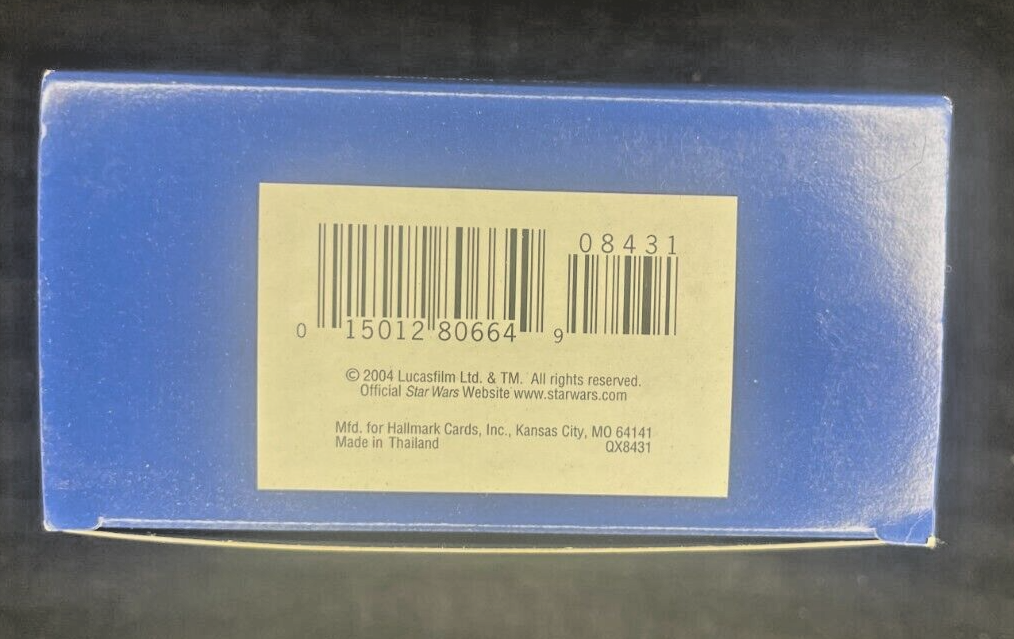 08431
0 15012 80664 9
© 2004 Lucasfilm Ltd. & TM. All rights reserved.
Official Star Wars Website www.starwars.com
Mfd. for Hallmark Cards, Inc., Kansas City, MO 64141
Made in Thailand QX8431